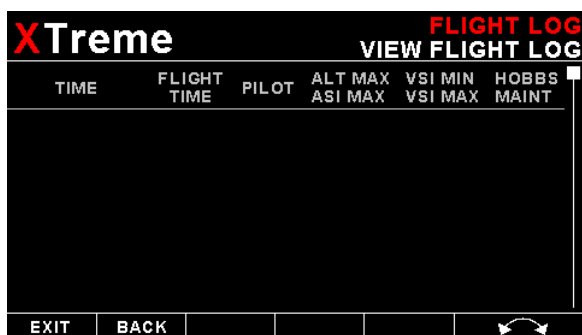 XTreme
FLIGHT LOG
VIEW FLIGHT LOG
TIME
FLIGHT TIME
PILOT
ALT MAX
ASI MAX
VSI MIN
VSI MAX
HOBBS
MAINT
EXIT
BACK